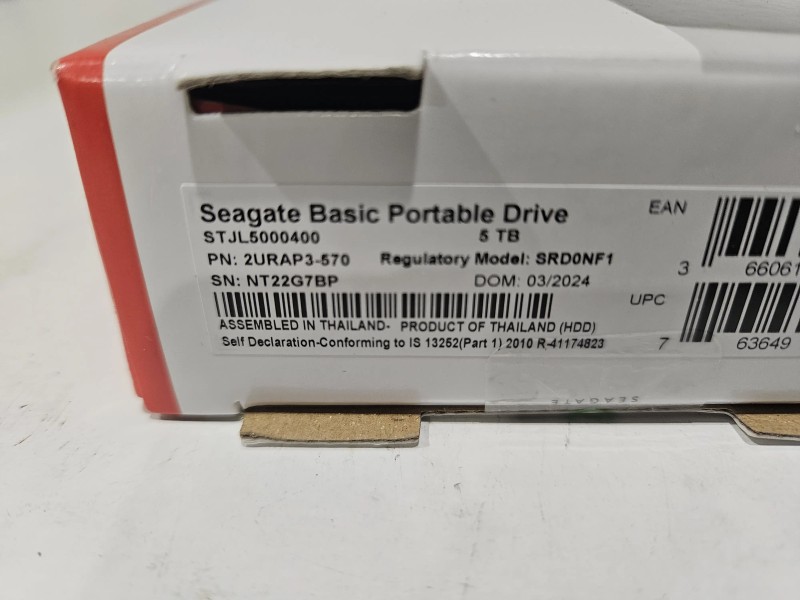 Seagate Basic Portable Drive
STJL5000400 5 TB
PN: 2URAP3-570 Regulatory Model: SRD0NF1
SN: NT22G7BP DOM: 03/2024
ASSEMBLED IN THAILAND- PRODUCT OF THAILAND (HDD)
Self Declaration-Conforming to IS 13252(Part 1) 2010 R-41174823
EAN
3 66061
UPC
7 63649
SEAGATE